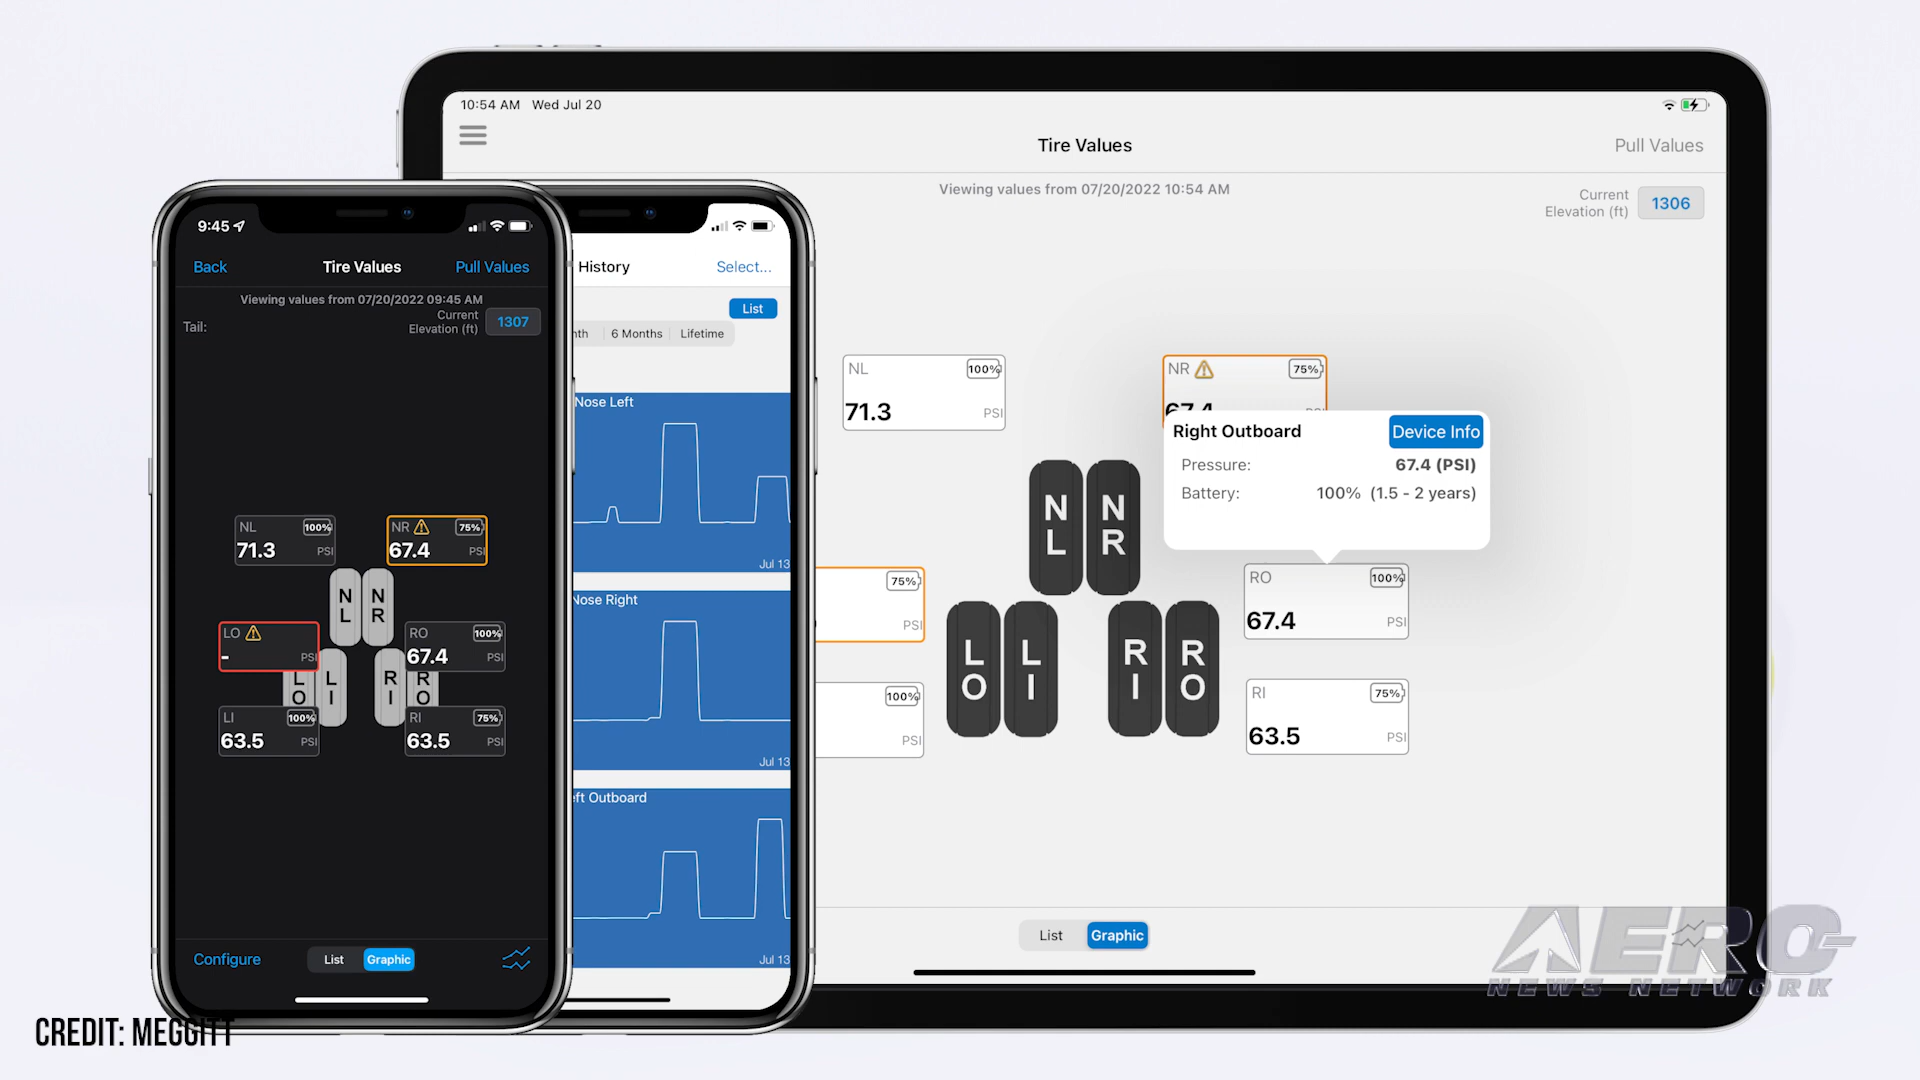 10:54 AM Wed Jul 20
Tire Values
Pull Values
Viewing values from 07/20/2022 10:54 AM
Current
Elevation (ft)
1306
NL
100%
71.3
PSI
NR
75%
Right Outboard
Device Info
Pressure:
67.4 (PSI)
Battery:
100% (1.5 - 2 years)
75%
PSI
RO
100%
67.4
PSI
100%
PSI
RI
75%
63.5
PSI
N
L
N
R
L
O
L
I
R
I
R
O
List
Graphic
9:45
Back
Tire Values
Pull Values
Viewing values from 07/20/2022 09:45 AM
Tail:
Current
Elevation (ft)
1307
NL
100%
71.3
PSI
NR
75%
67.4
PSI
N
L
N
R
LO
-
PSI
RO
100%
67.4
PSI
L
O
L
I
R
I
R
O
LI
100%
63.5
PSI
RI
75%
63.5
PSI
Configure
List
Graphic
History
Select...
List
nth
6 Months
Lifetime
Nose Left
Jul 13
Nose Right
Jul 13
eft Outboard
Jul 13
AERO-
NEWS NETWORK
CREDIT: MEGGITT